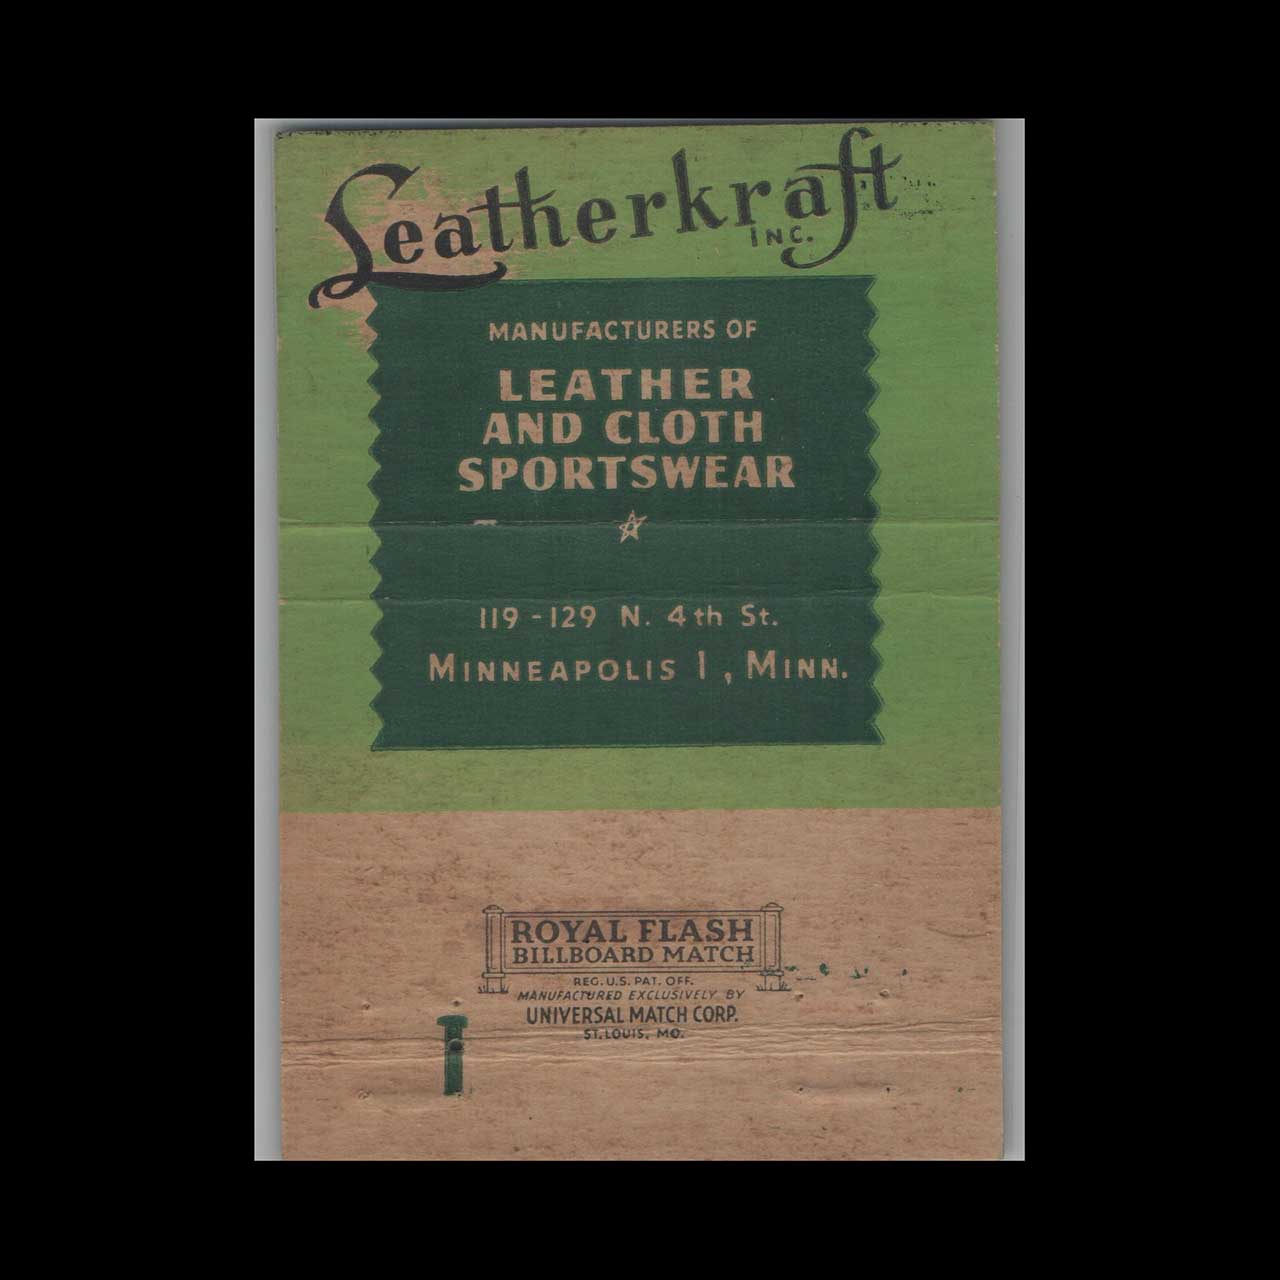 Leatherkraft
INC.
MANUFACTURERS OF
LEATHER
AND CLOTH
SPORTSWEAR
119-129 N. 4th St.
MINNEAPOLIS 1, MINN.
ROYAL FLASH
BILLBOARD MATCH
REG. U.S. PAT. OFF.
MANUFACTURED EXCLUSIVELY BY
UNIVERSAL MATCH CORP.
ST. LOUIS, MO.